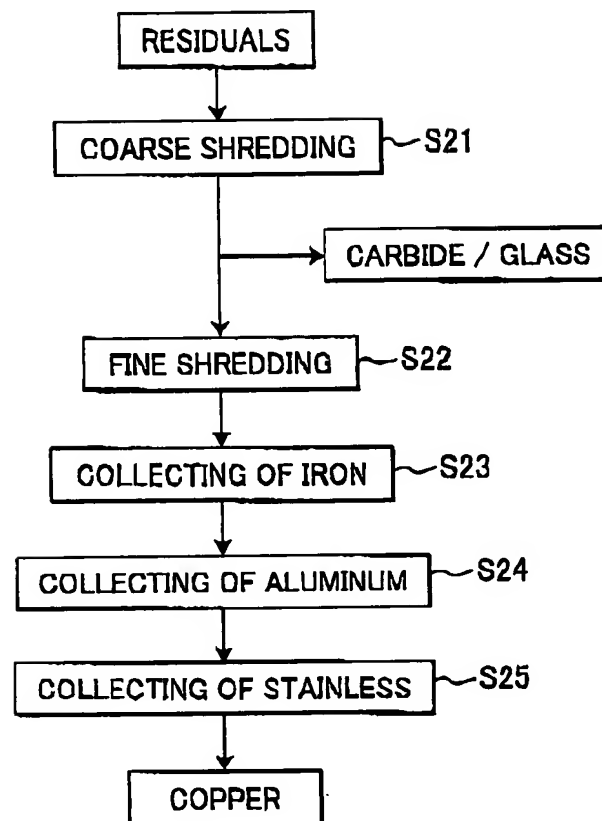 RESIDUALS
COARSE SHREDDING
S21
CARBIDE / GLASS
FINE SHREDDING
S22
COLLECTING OF IRON
S23
COLLECTING OF ALUMINUM
S24
COLLECTING OF STAINLESS
S25
COPPER